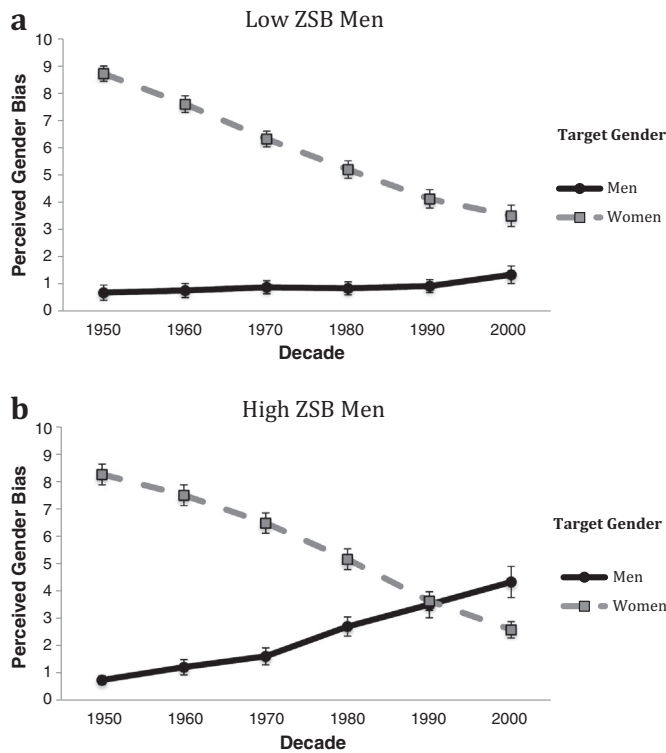 a
Low ZSB Men
10
9
8
7
6
5
4
3
2
1
0
Perceived Gender Bias
1950 1960 1970 1980 1990 2000
Decade
Target Gender
Men
Women
b
High ZSB Men
10
9
8
7
6
5
4
3
2
1
0
Perceived Gender Bias
1950 1960 1970 1980 1990 2000
Decade
Target Gender
Men
Women